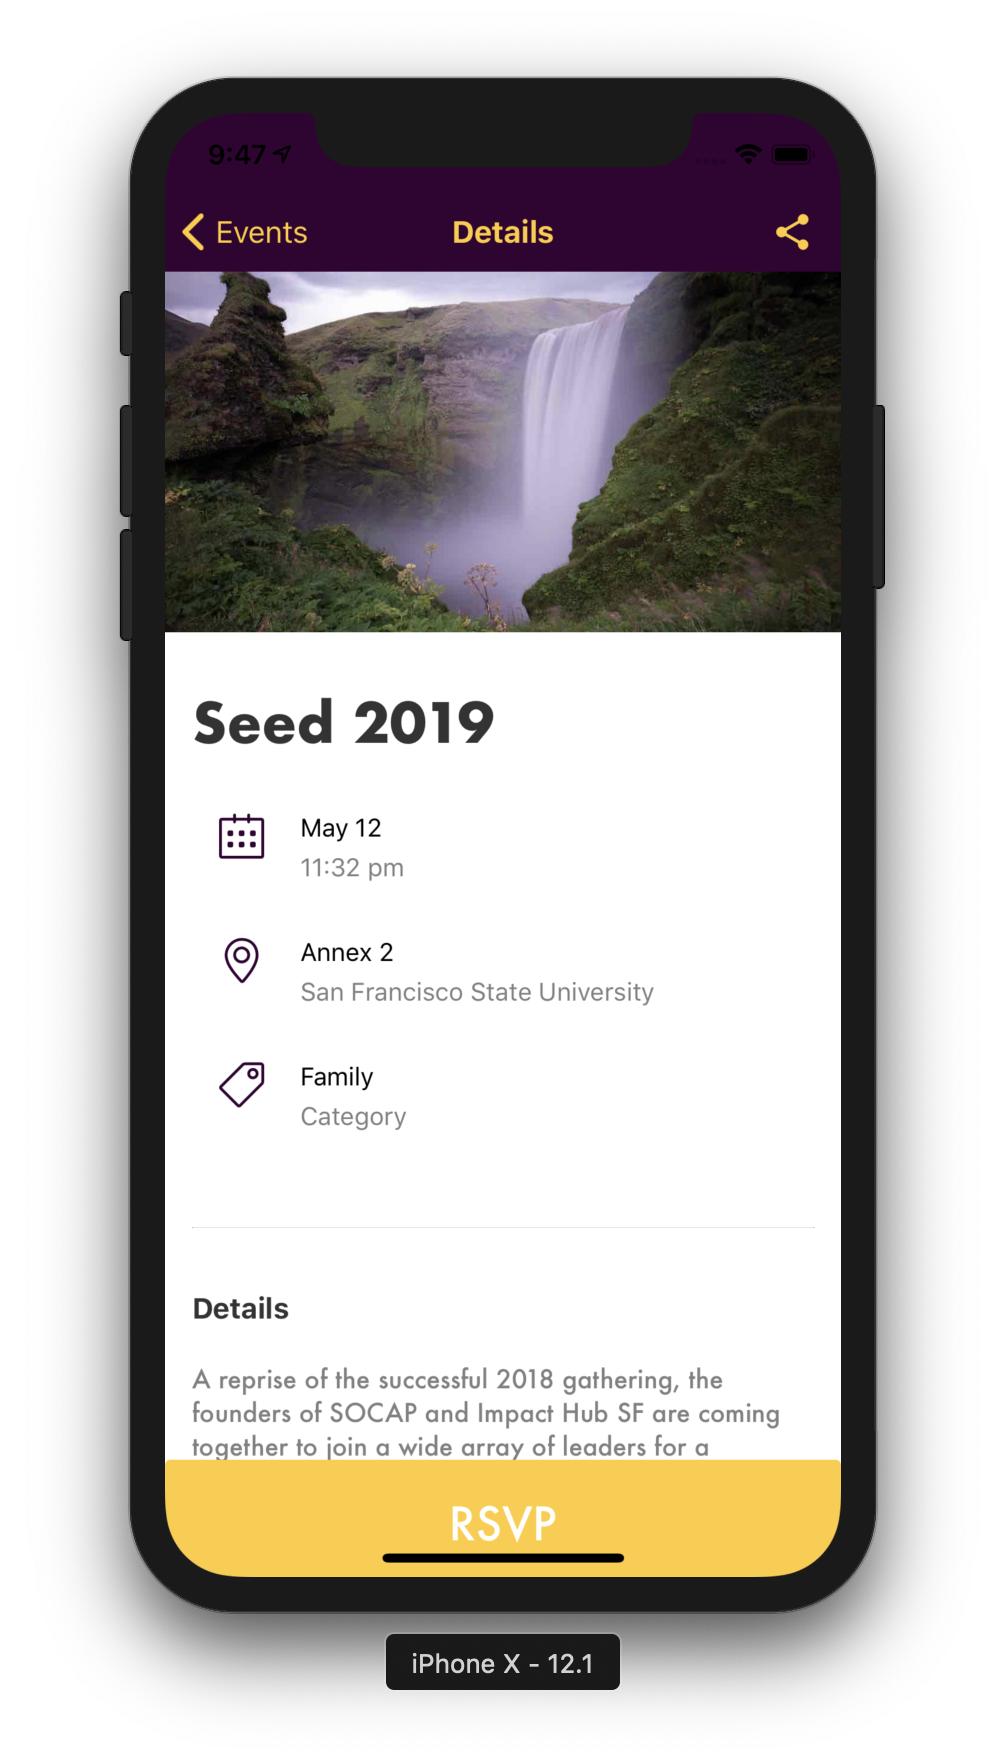 9:47
Events
Details
Seed 2019
May 12
11:32 pm
Annex 2
San Francisco State University
Family
Category
Details
A reprise of the successful 2018 gathering, the
founders of SOCAP and Impact Hub SF are coming
together to join a wide array of leaders for a
RSVP
iPhone X - 12.1